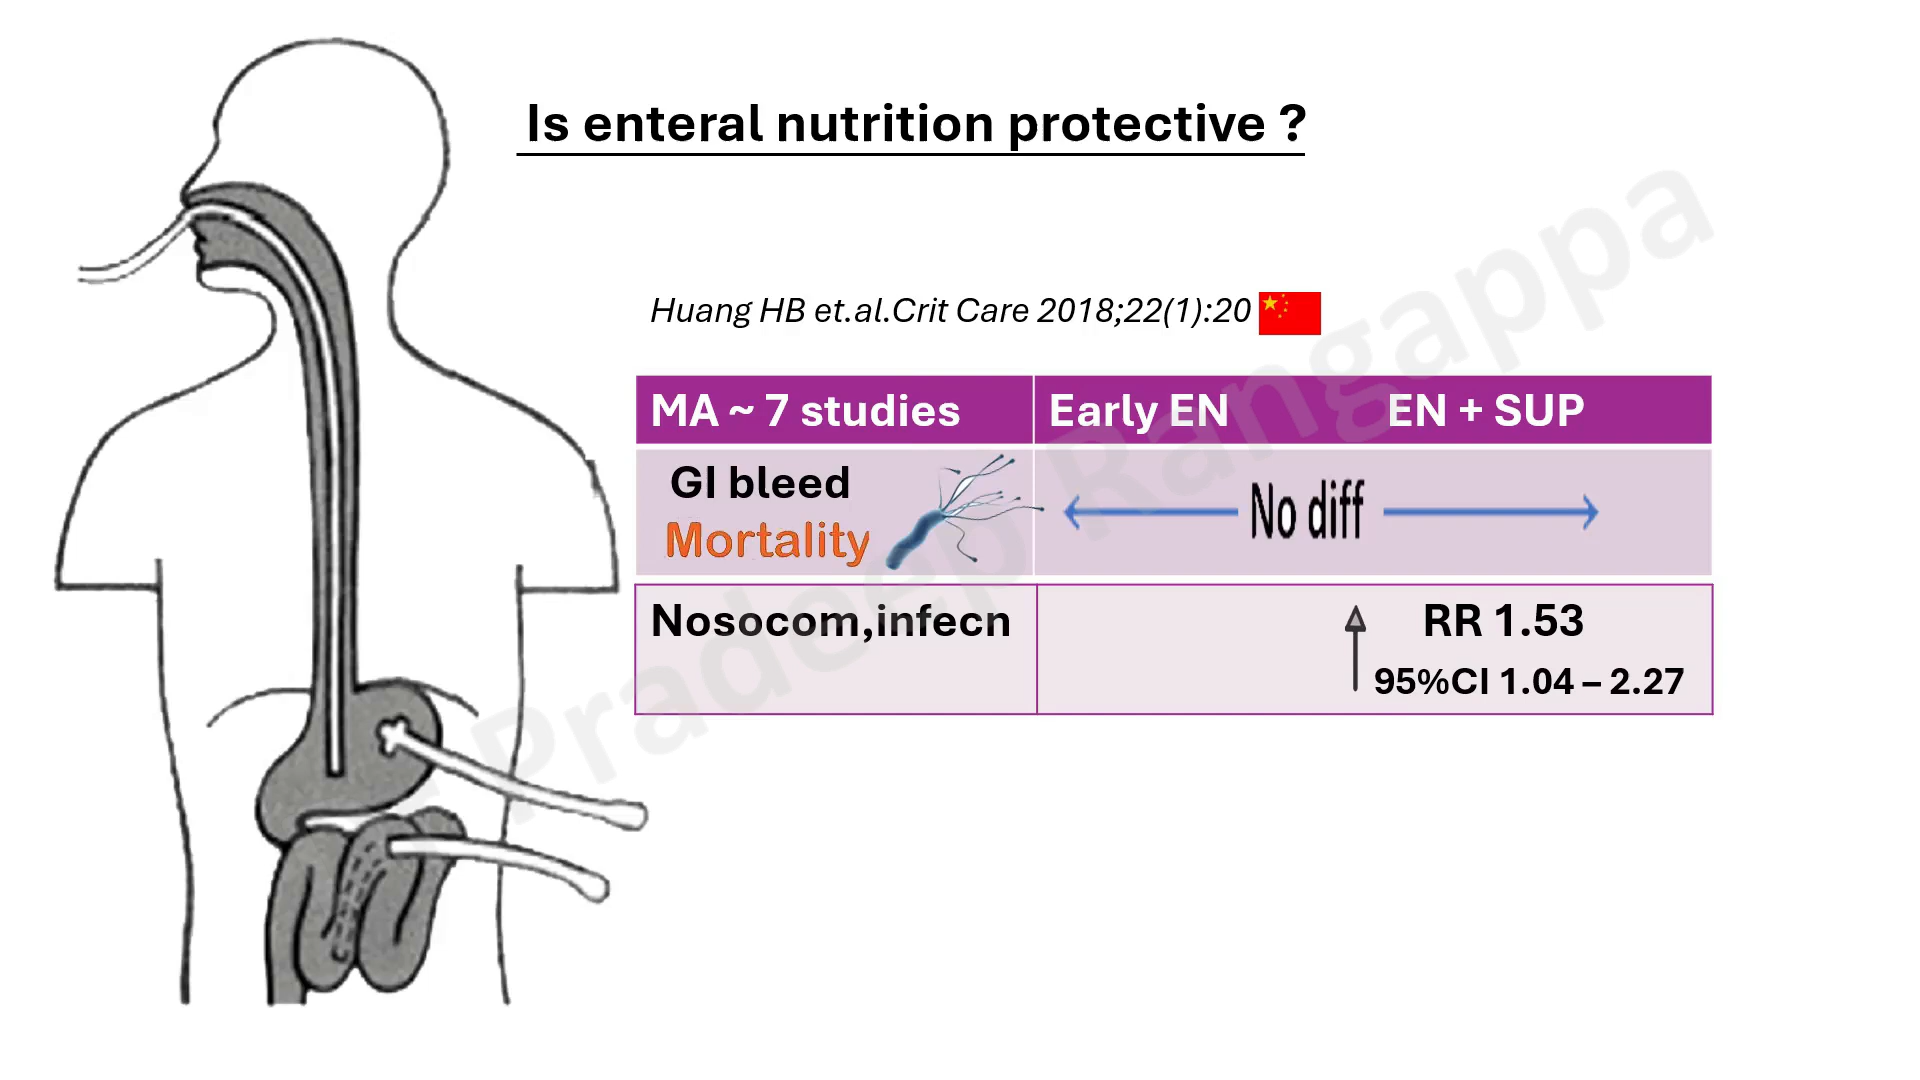 Is enteral nutrition protective ?
Huang HB et.al.Crit Care 2018;22(1):20
MA ~ 7 studies Early EN EN + SUP
GI bleed
Mortality
No diff
Nosocom,infecn RR 1.53
95%CI 1.04 – 2.27
Pradeep Rangappa